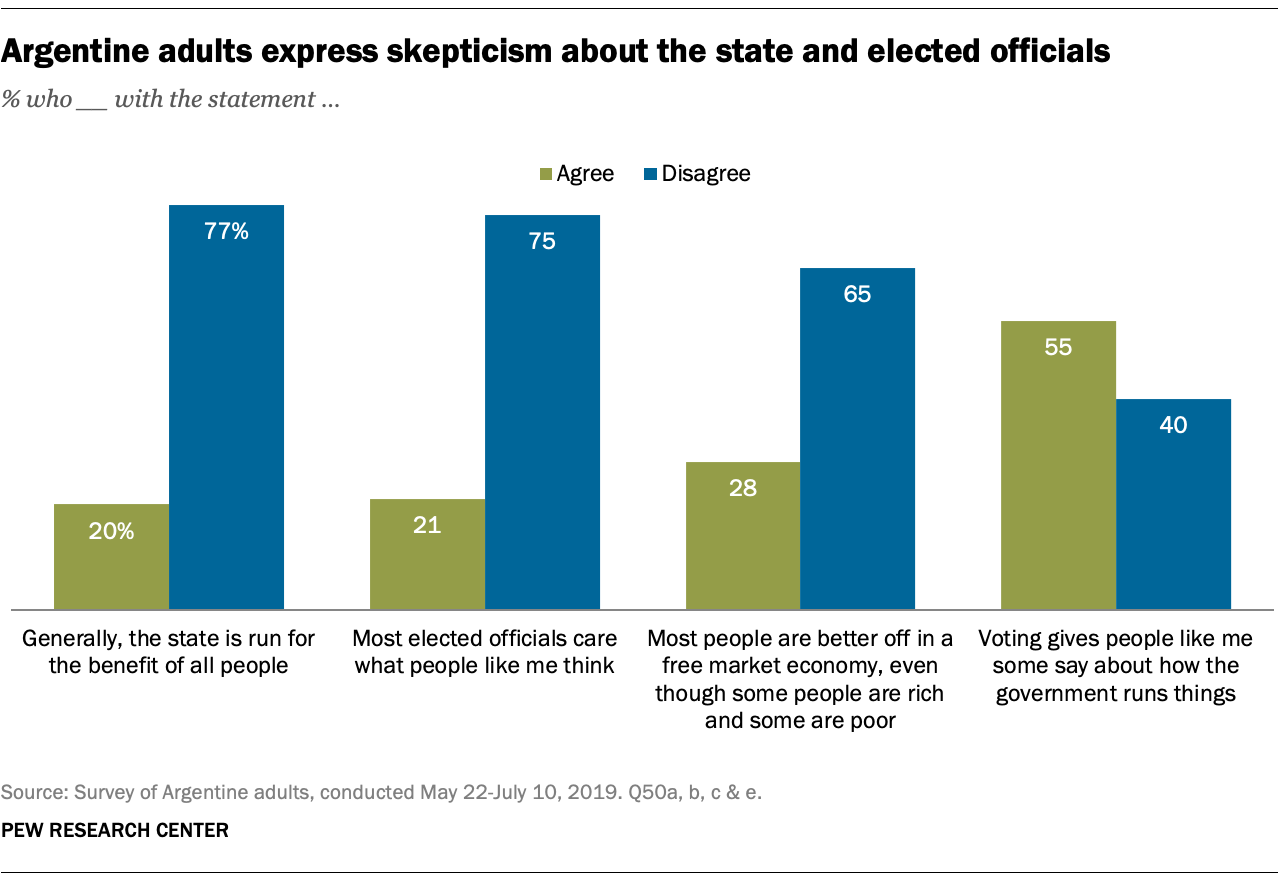 Argentine adults express skepticism about the state and elected officials
% who __ with the statement ...
Agree Disagree
77%
20%
75
21
65
28
55
40
Generally, the state is run for
the benefit of all people
Most elected officials care
what people like me think
Most people are better off in a
free market economy, even
though some people are rich
and some are poor
Voting gives people like me
some say about how the
government runs things
Source: Survey of Argentine adults, conducted May 22-July 10, 2019. Q50a, b, c & e.
PEW RESEARCH CENTER